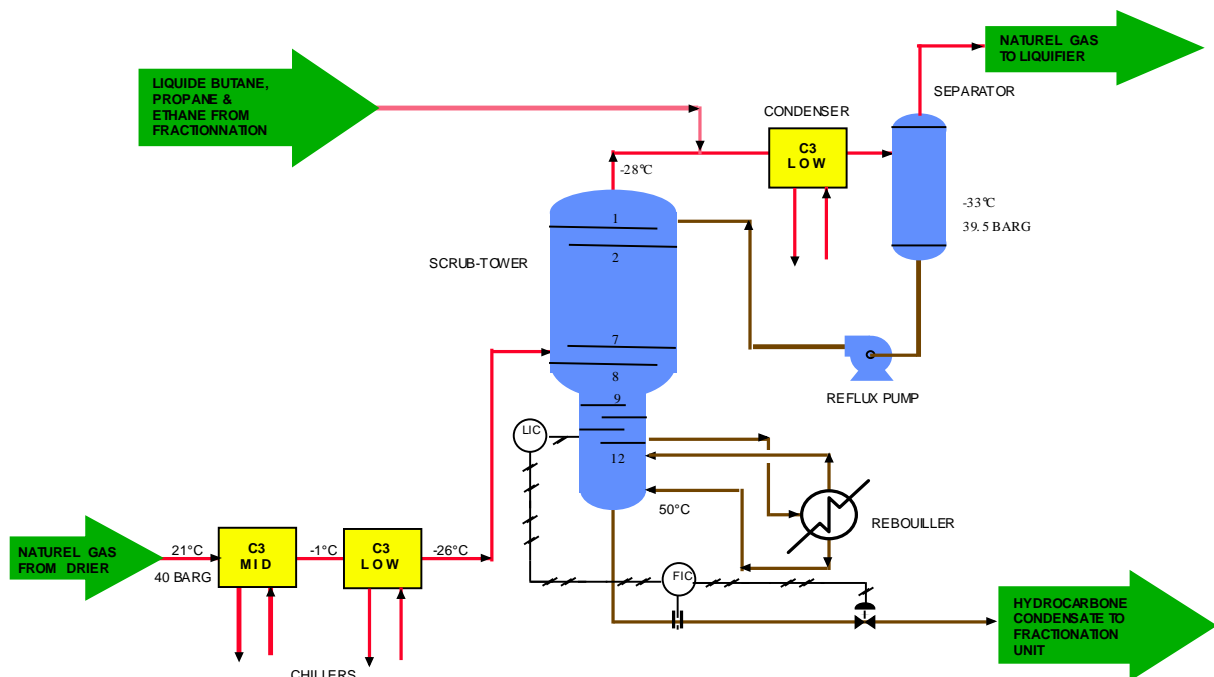 NATUREL GAS
TO LIQUIFIER
LIQUIDE BUTANE,
PROPANE &
ETHANE FROM
FRACTIONNATION
SEPARATOR
CONDENSER
C3
LOW
-28°C
-33°C
39.5 BARG
1
2
SCRUB-TOWER
7
8
9
12
REFLUX PUMP
LIC
50°C
REBOUILLER
NATUREL GAS
FROM DRIER
21°C
40 BARG
C3
MID
-1°C
C3
LOW
-26°C
CHILLERS
FIC
HYDROCARBONE
CONDENSATE TO
FRACTIONATION
UNIT